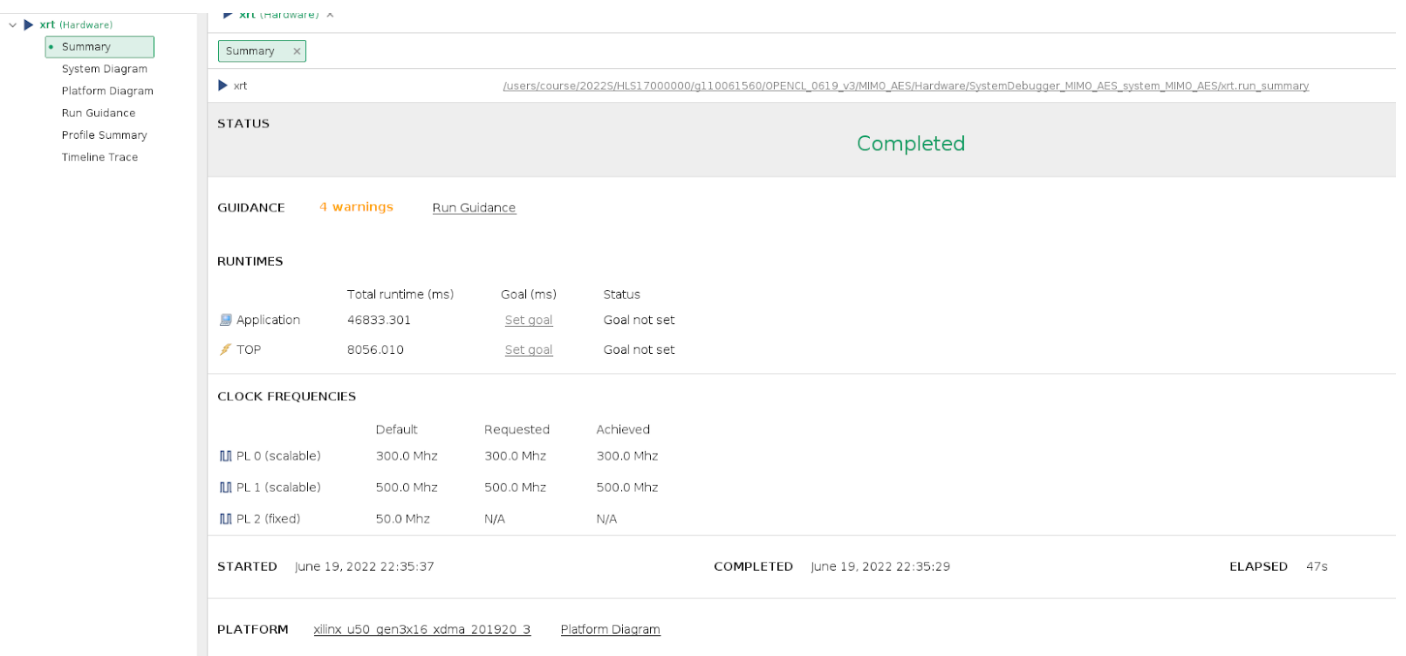 xrt (Hardware)
Summary
System Diagram
Platform Diagram
Run Guidance
Profile Summary
Timeline Trace
xrt (Hardware) ×
Summary ×
xrt /users/course/2022S/HLS17000000/g110061560/OPENCL_0619_v3/MIMO_AES/Hardware/SystemDebugger_MIMO_AES_system_MIMO_AES/xrt.run_summary
STATUS
Completed
GUIDANCE 4 warnings Run Guidance
RUNTIMES
Total runtime (ms) Goal (ms) Status
Application 46833.301 Set goal Goal not set
TOP 8056.010 Set goal Goal not set
CLOCK FREQUENCIES
Default Requested Achieved
PL 0 (scalable) 300.0 Mhz 300.0 Mhz 300.0 Mhz
PL 1 (scalable) 500.0 Mhz 500.0 Mhz 500.0 Mhz
PL 2 (fixed) 50.0 Mhz N/A N/A
STARTED June 19, 2022 22:35:37 COMPLETED June 19, 2022 22:35:29 ELAPSED 47s
PLATFORM xilinx_u50_gen3x16_xdma_201920_3 Platform Diagram